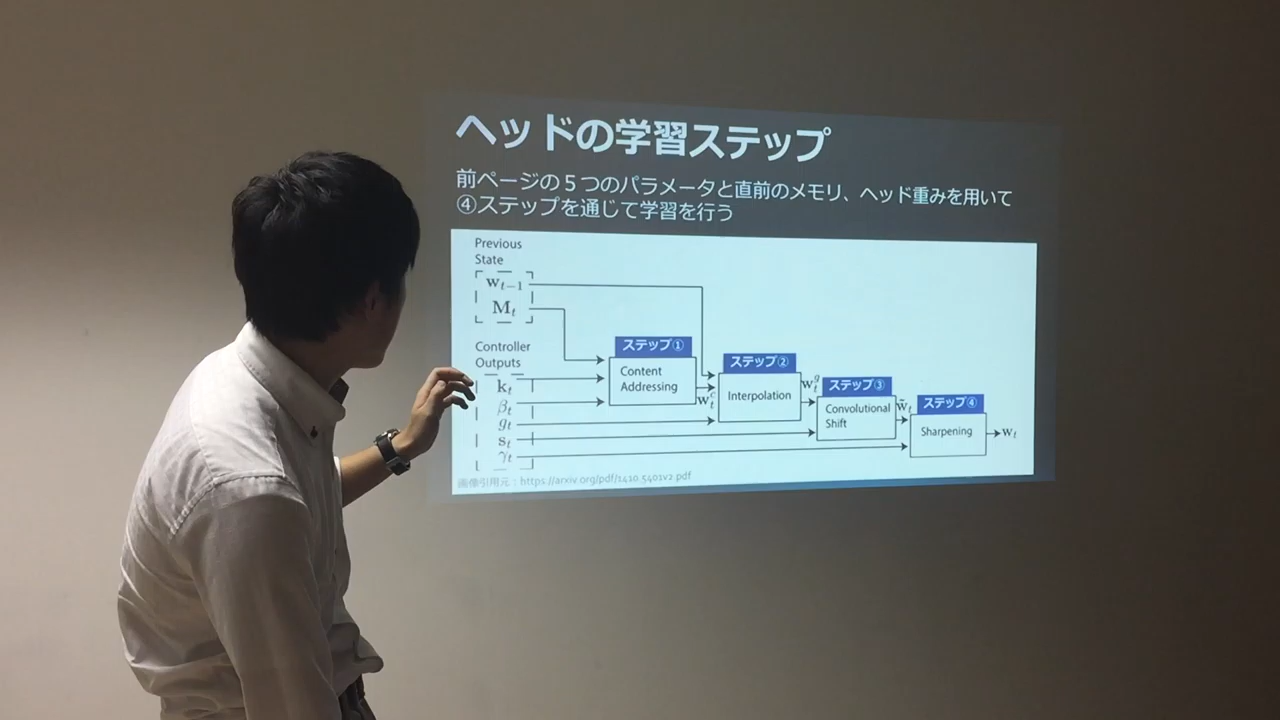 ヘッドの学習ステップ
前ページの５つのパラメータと直前のメモリ、ヘッド重みを用いて
④ステップを通じて学習を行う
Previous
State
w_{t−1}
M_t
Controller
Outputs
k_t
β_t
g_t
s_t
γ_t
ステップ①
Content
Addressing
w_t^c
ステップ②
Interpolation
w_t^g
ステップ③
Convolutional
Shift
w̃_t
ステップ④
Sharpening
w_t
画像引用元：https://arxiv.org/pdf/1410.5401v2.pdf